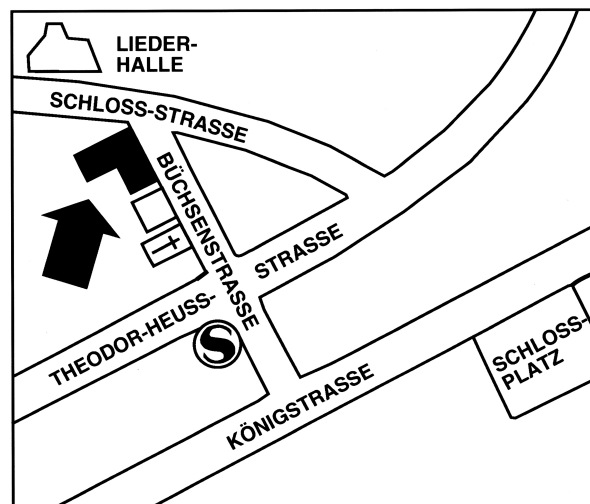 LIEDER-
HALLE
SCHLOSS-STRASSE
BÜCHSENSTRASSE
THEODOR-HEUSS-
STRASSE
S
KÖNIGSTRASSE
SCHLOSS-
PLATZ